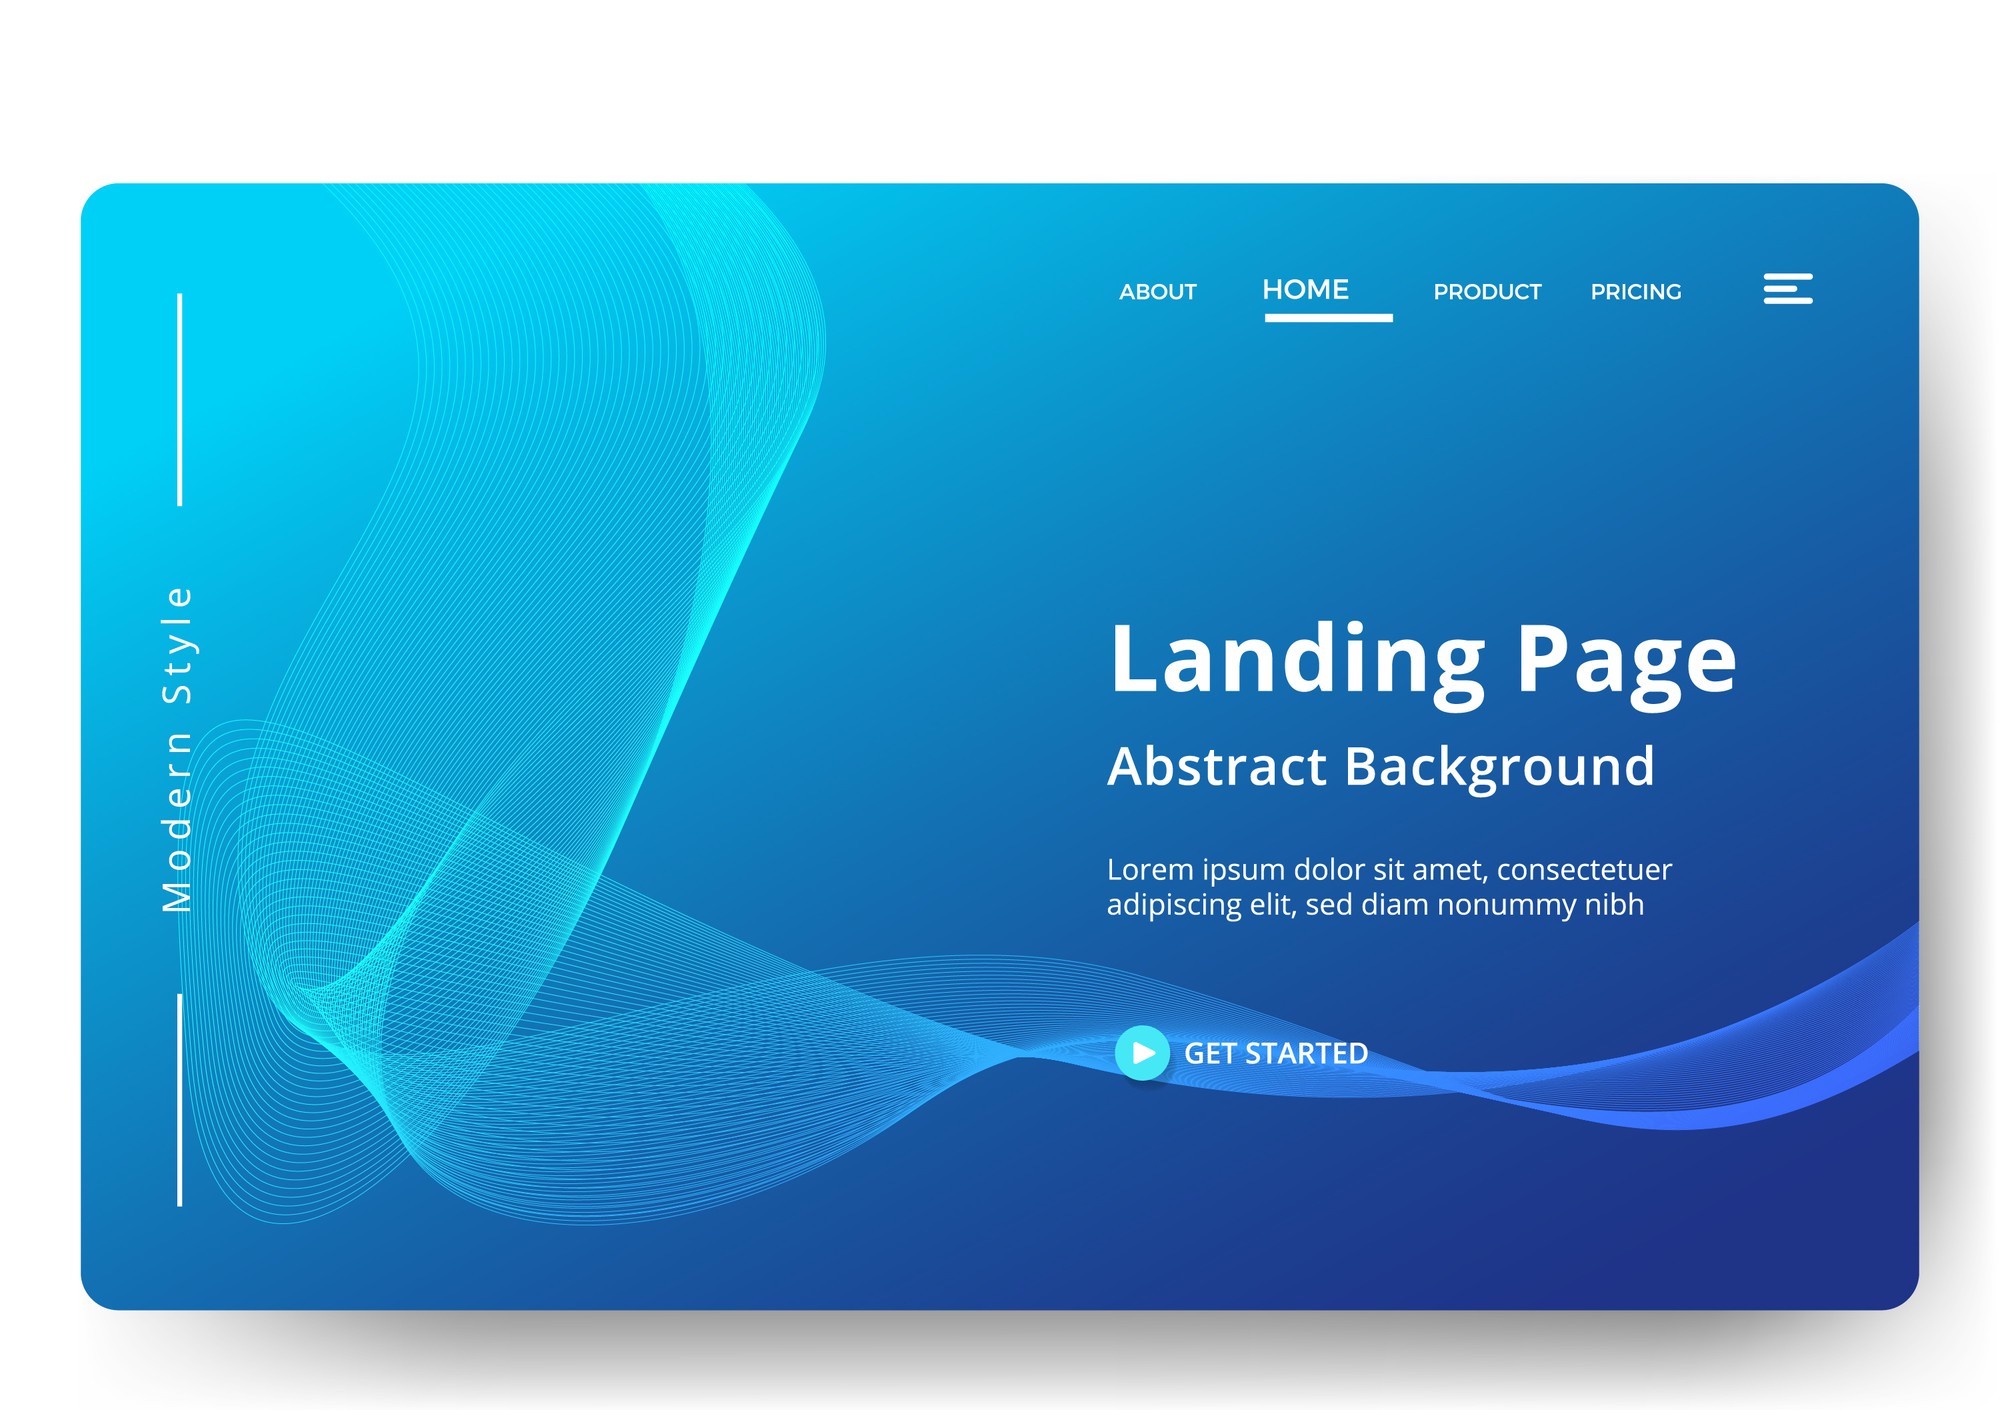 ABOUT HOME PRODUCT PRICING
Modern Style
Landing Page
Abstract Background
Lorem ipsum dolor sit amet, consectetuer
adipiscing elit, sed diam nonummy nibh
GET STARTED